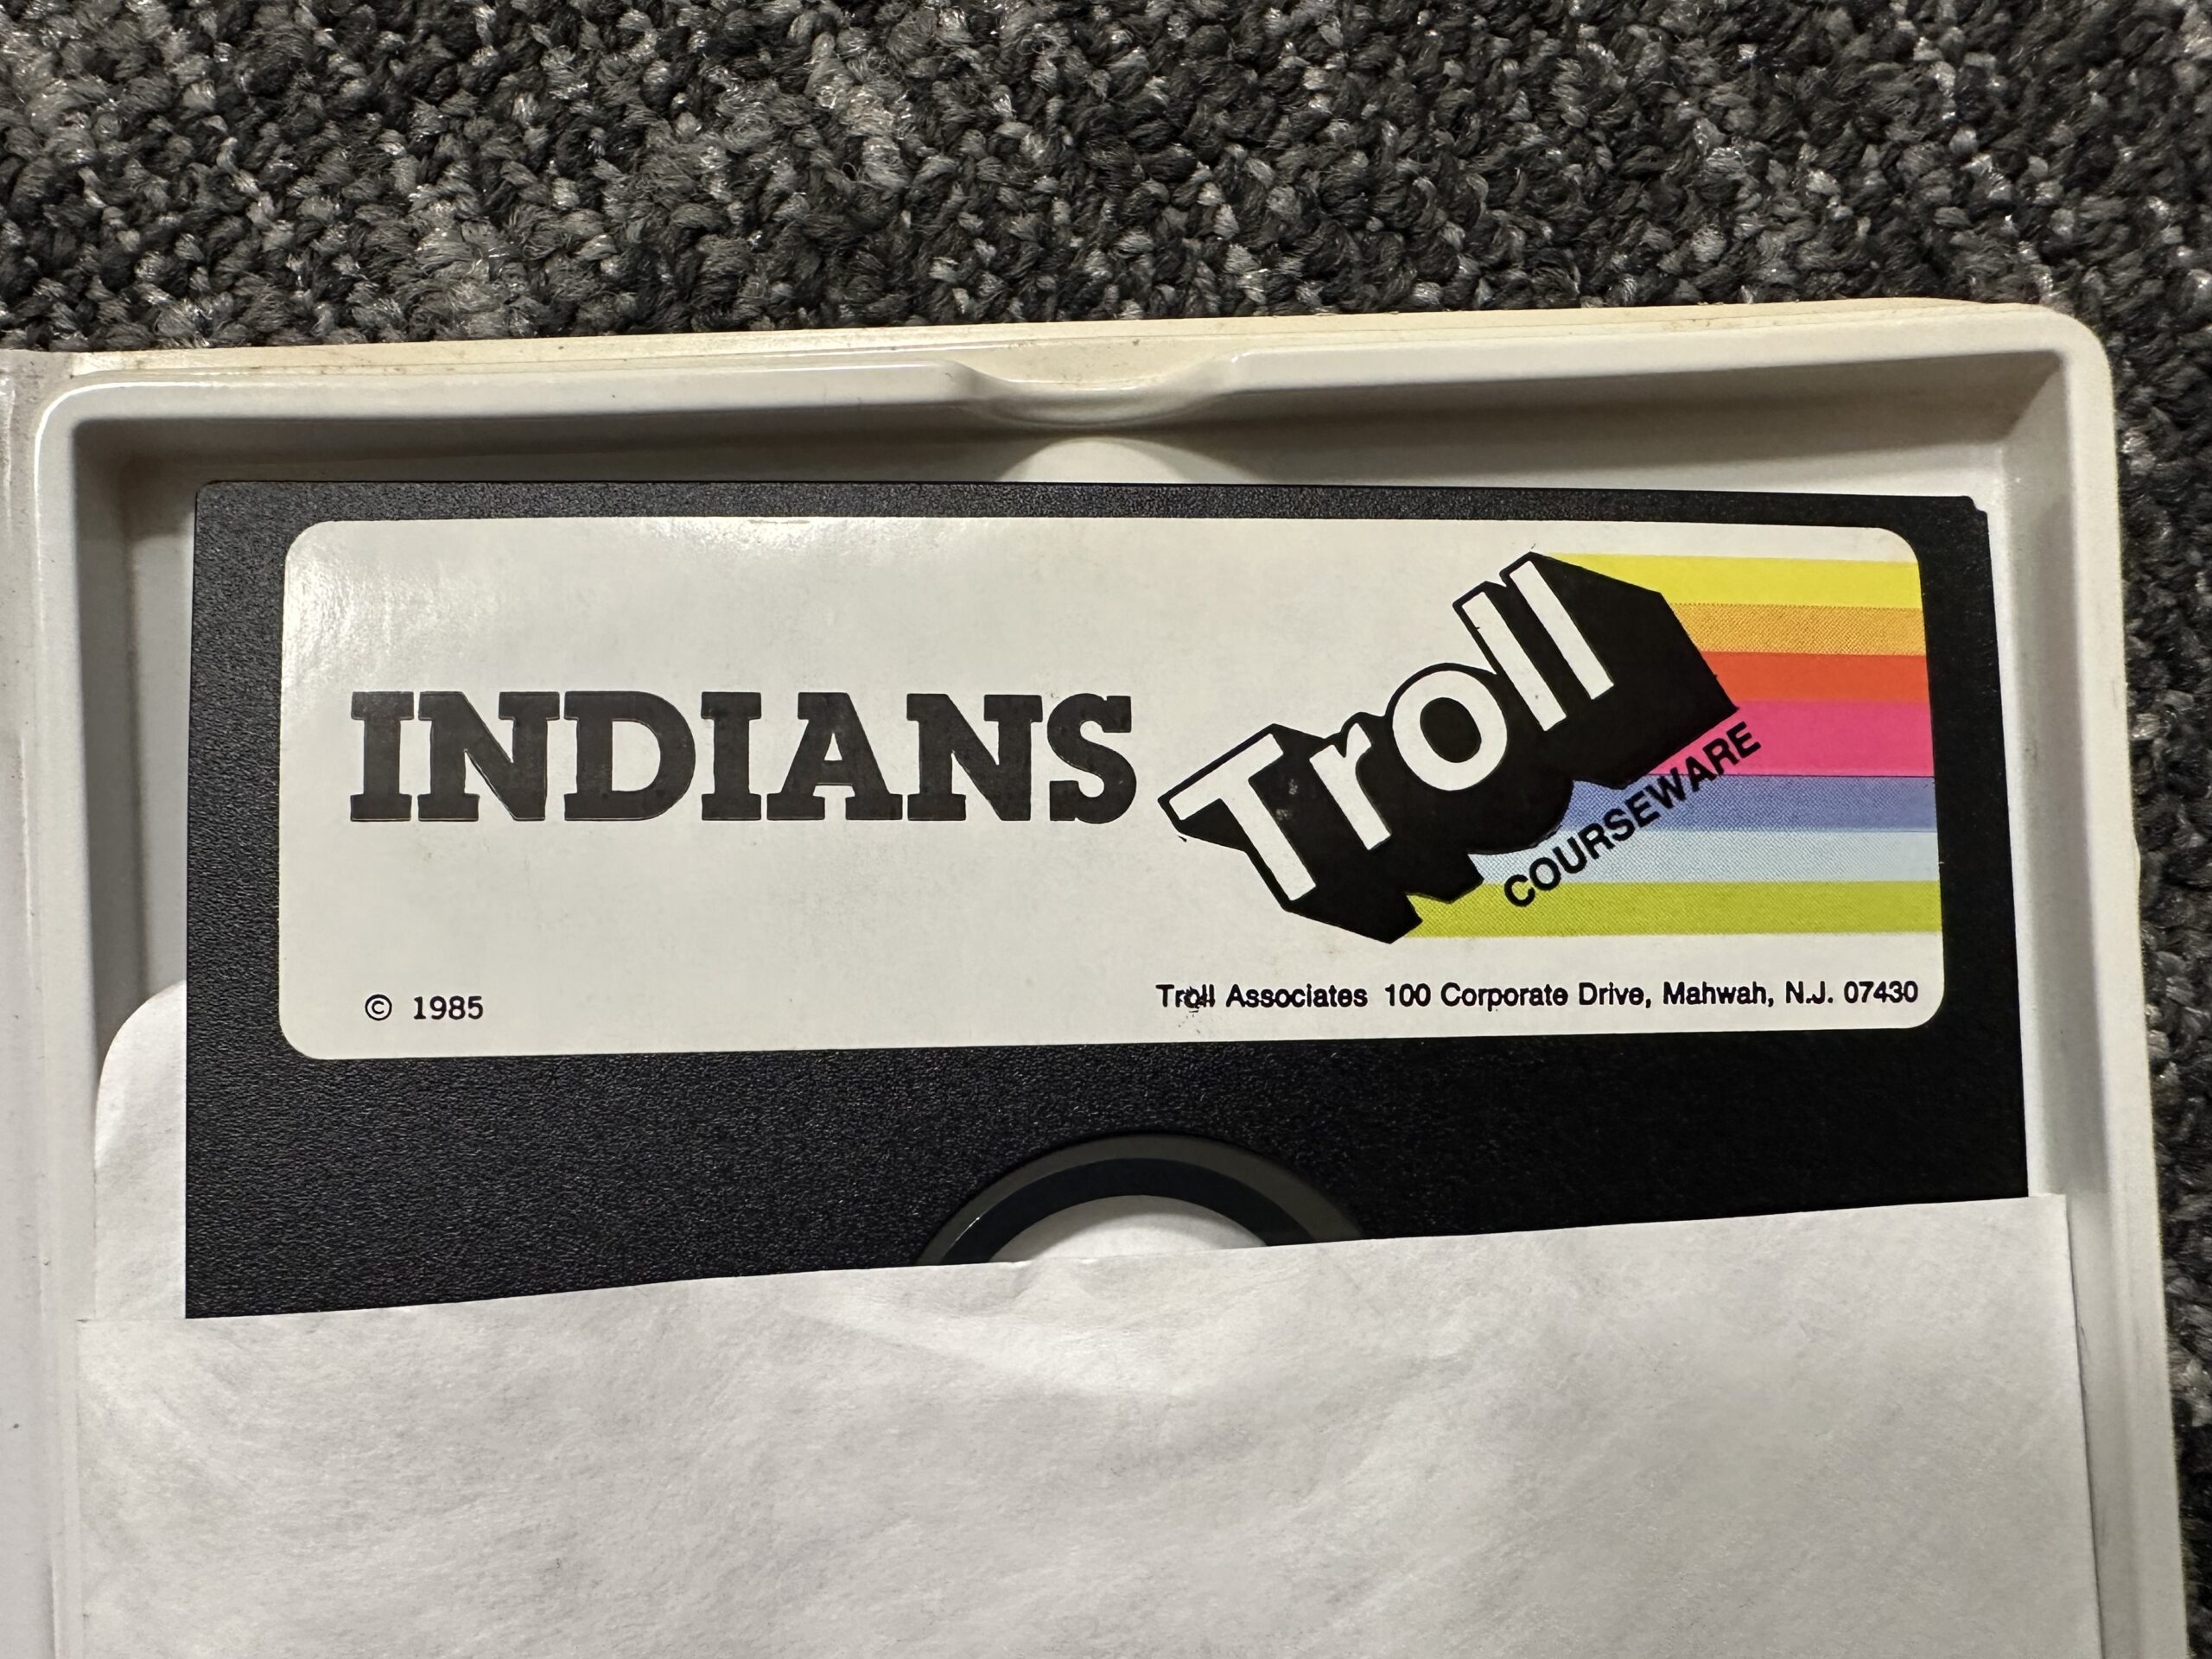 INDIANS
Troll
COURSEWARE
© 1985
Troll Associates 100 Corporate Drive, Mahwah, N.J. 07430